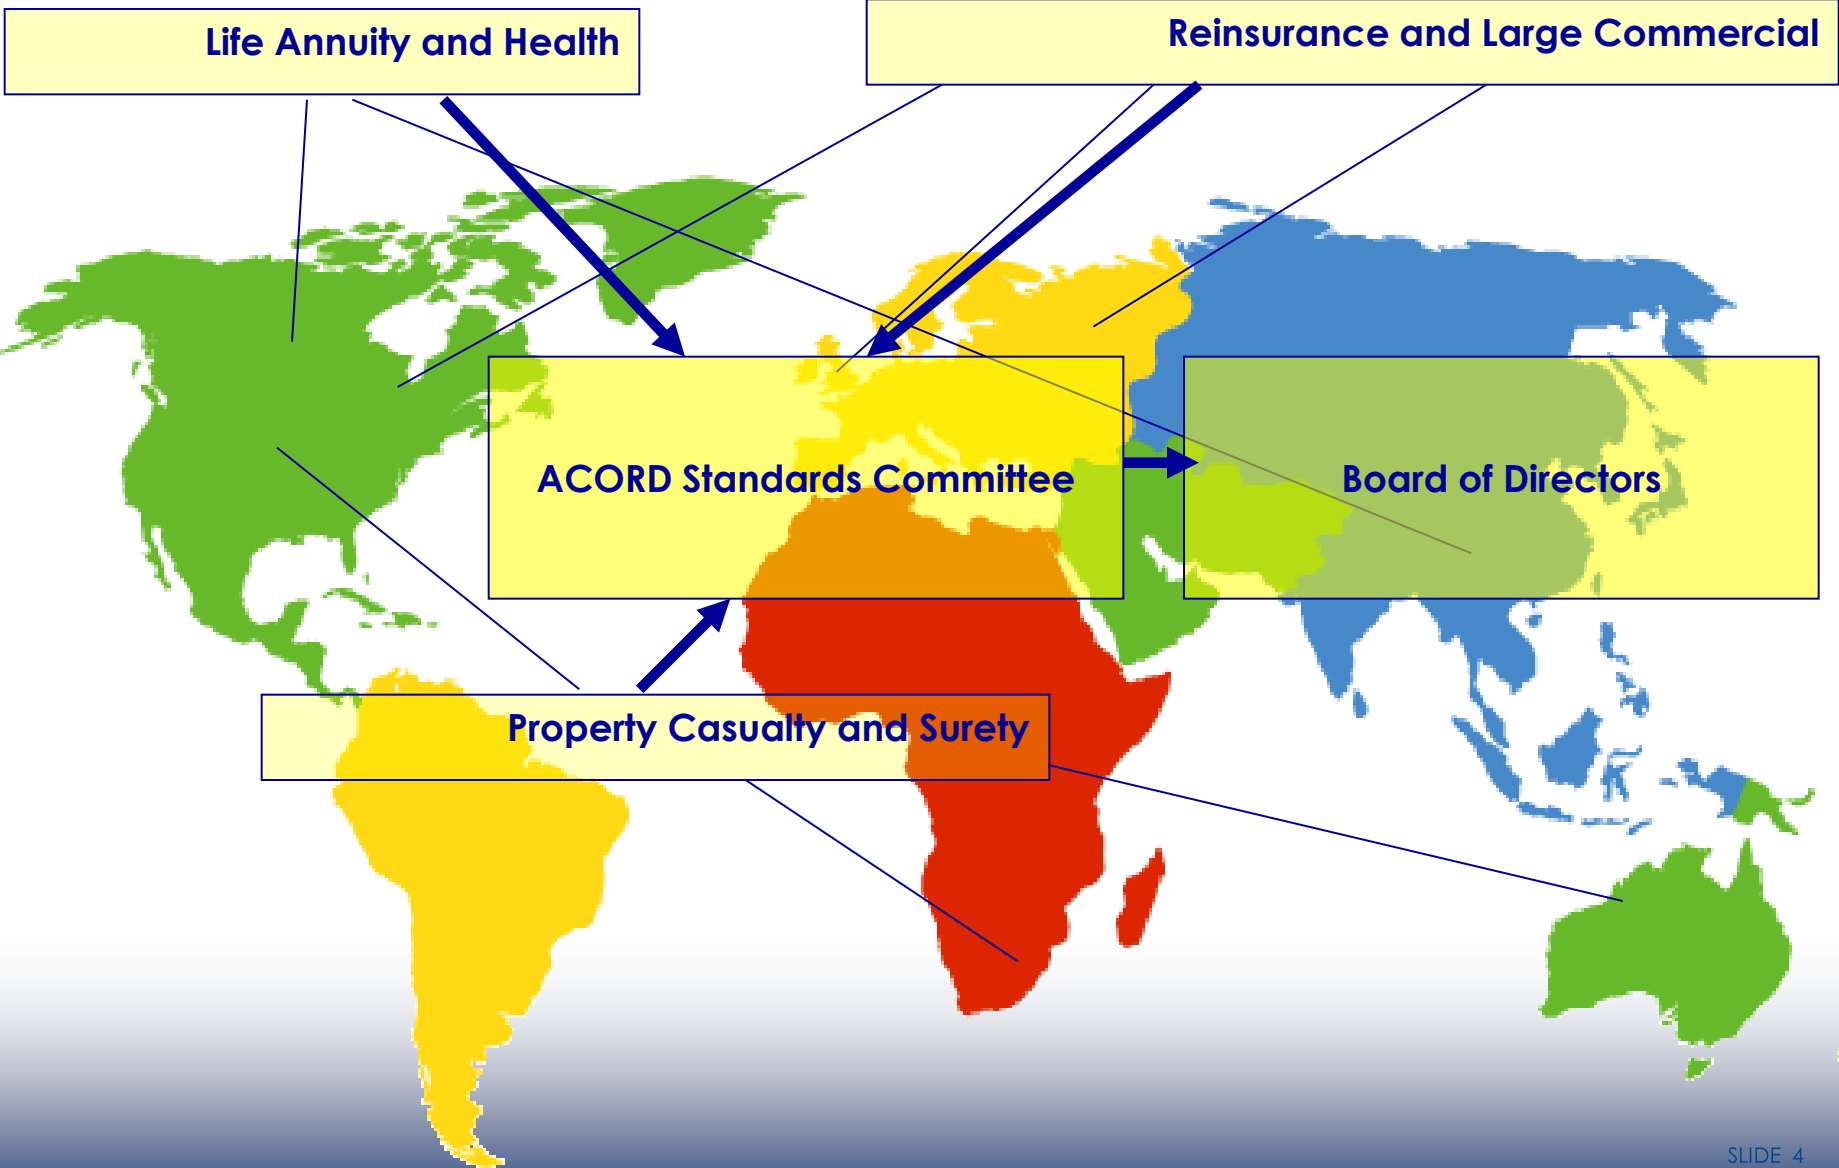 Life Annuity and Health
Reinsurance and Large Commercial
ACORD Standards Committee
Board of Directors
Property Casualty and Surety
SLIDE 4